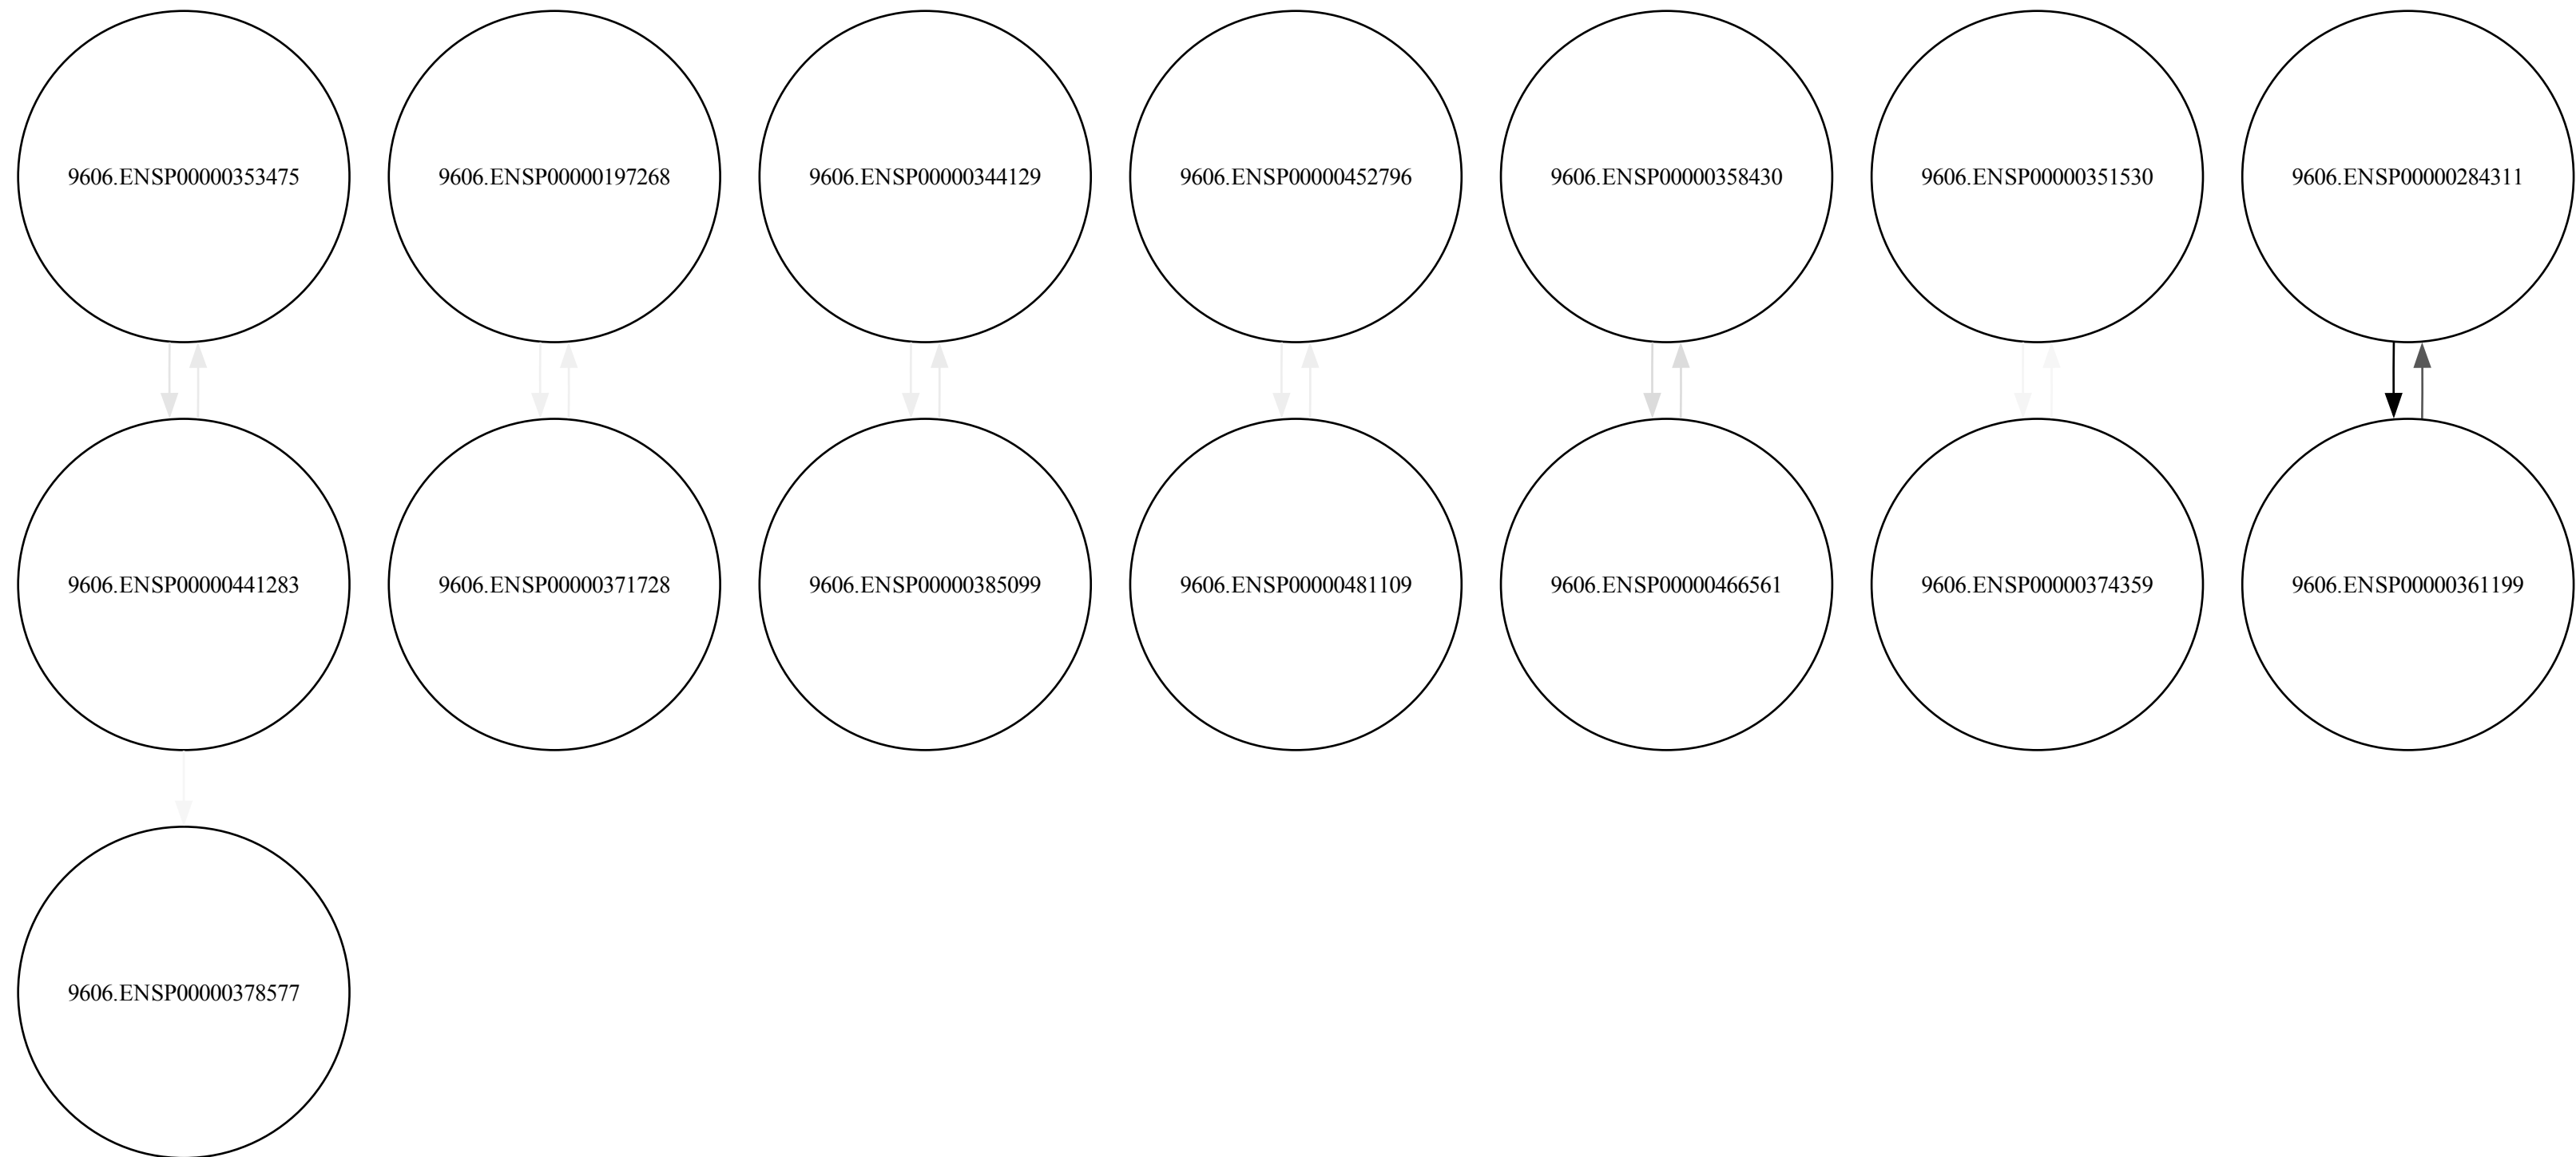 9606.ENSP00000353475
9606.ENSP00000197268
9606.ENSP00000344129
9606.ENSP00000452796
9606.ENSP00000358430
9606.ENSP00000351530
9606.ENSP00000284311
9606.ENSP00000441283
9606.ENSP00000371728
9606.ENSP00000385099
9606.ENSP00000481109
9606.ENSP00000466561
9606.ENSP00000374359
9606.ENSP00000361199
9606.ENSP00000378577